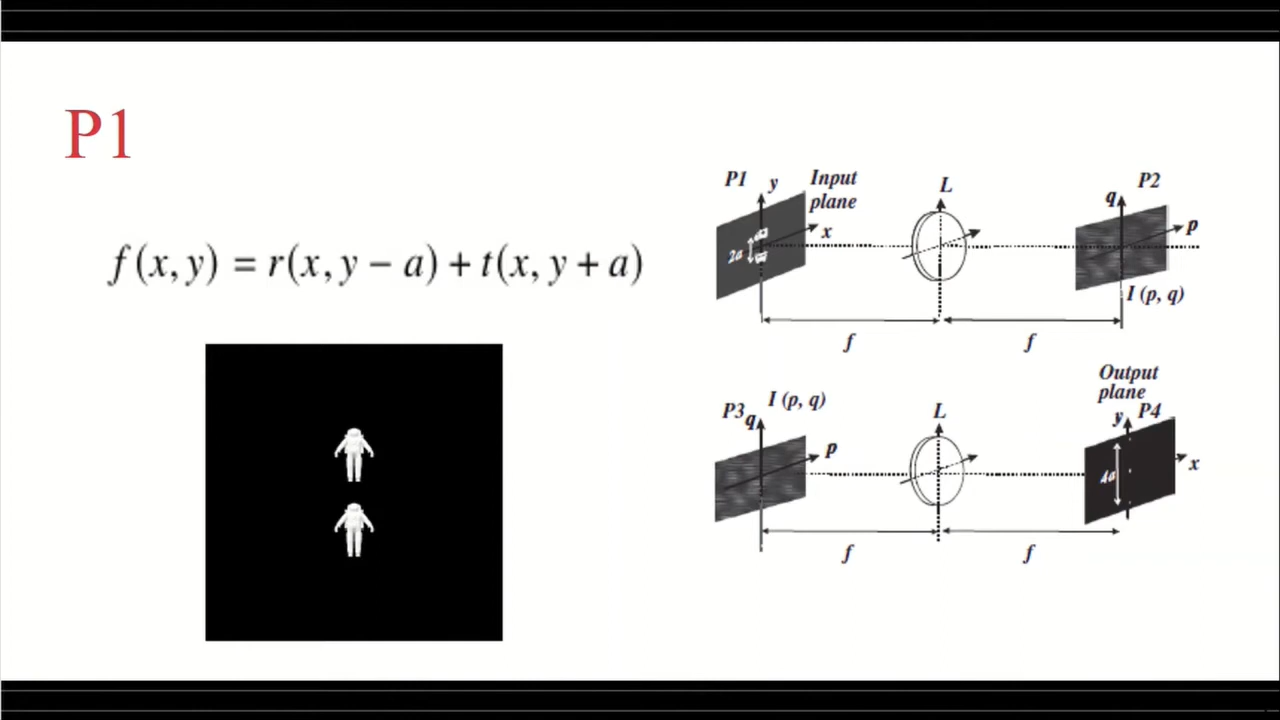 P1
f(x, y) = r(x, y − a) + t(x, y + a)
P1
y
Input
plane
x
2a
L
P2
q
p
I (p, q)
f
f
P3
q
I (p, q)
p
L
Output
plane
y
P4
4a
x
f
f